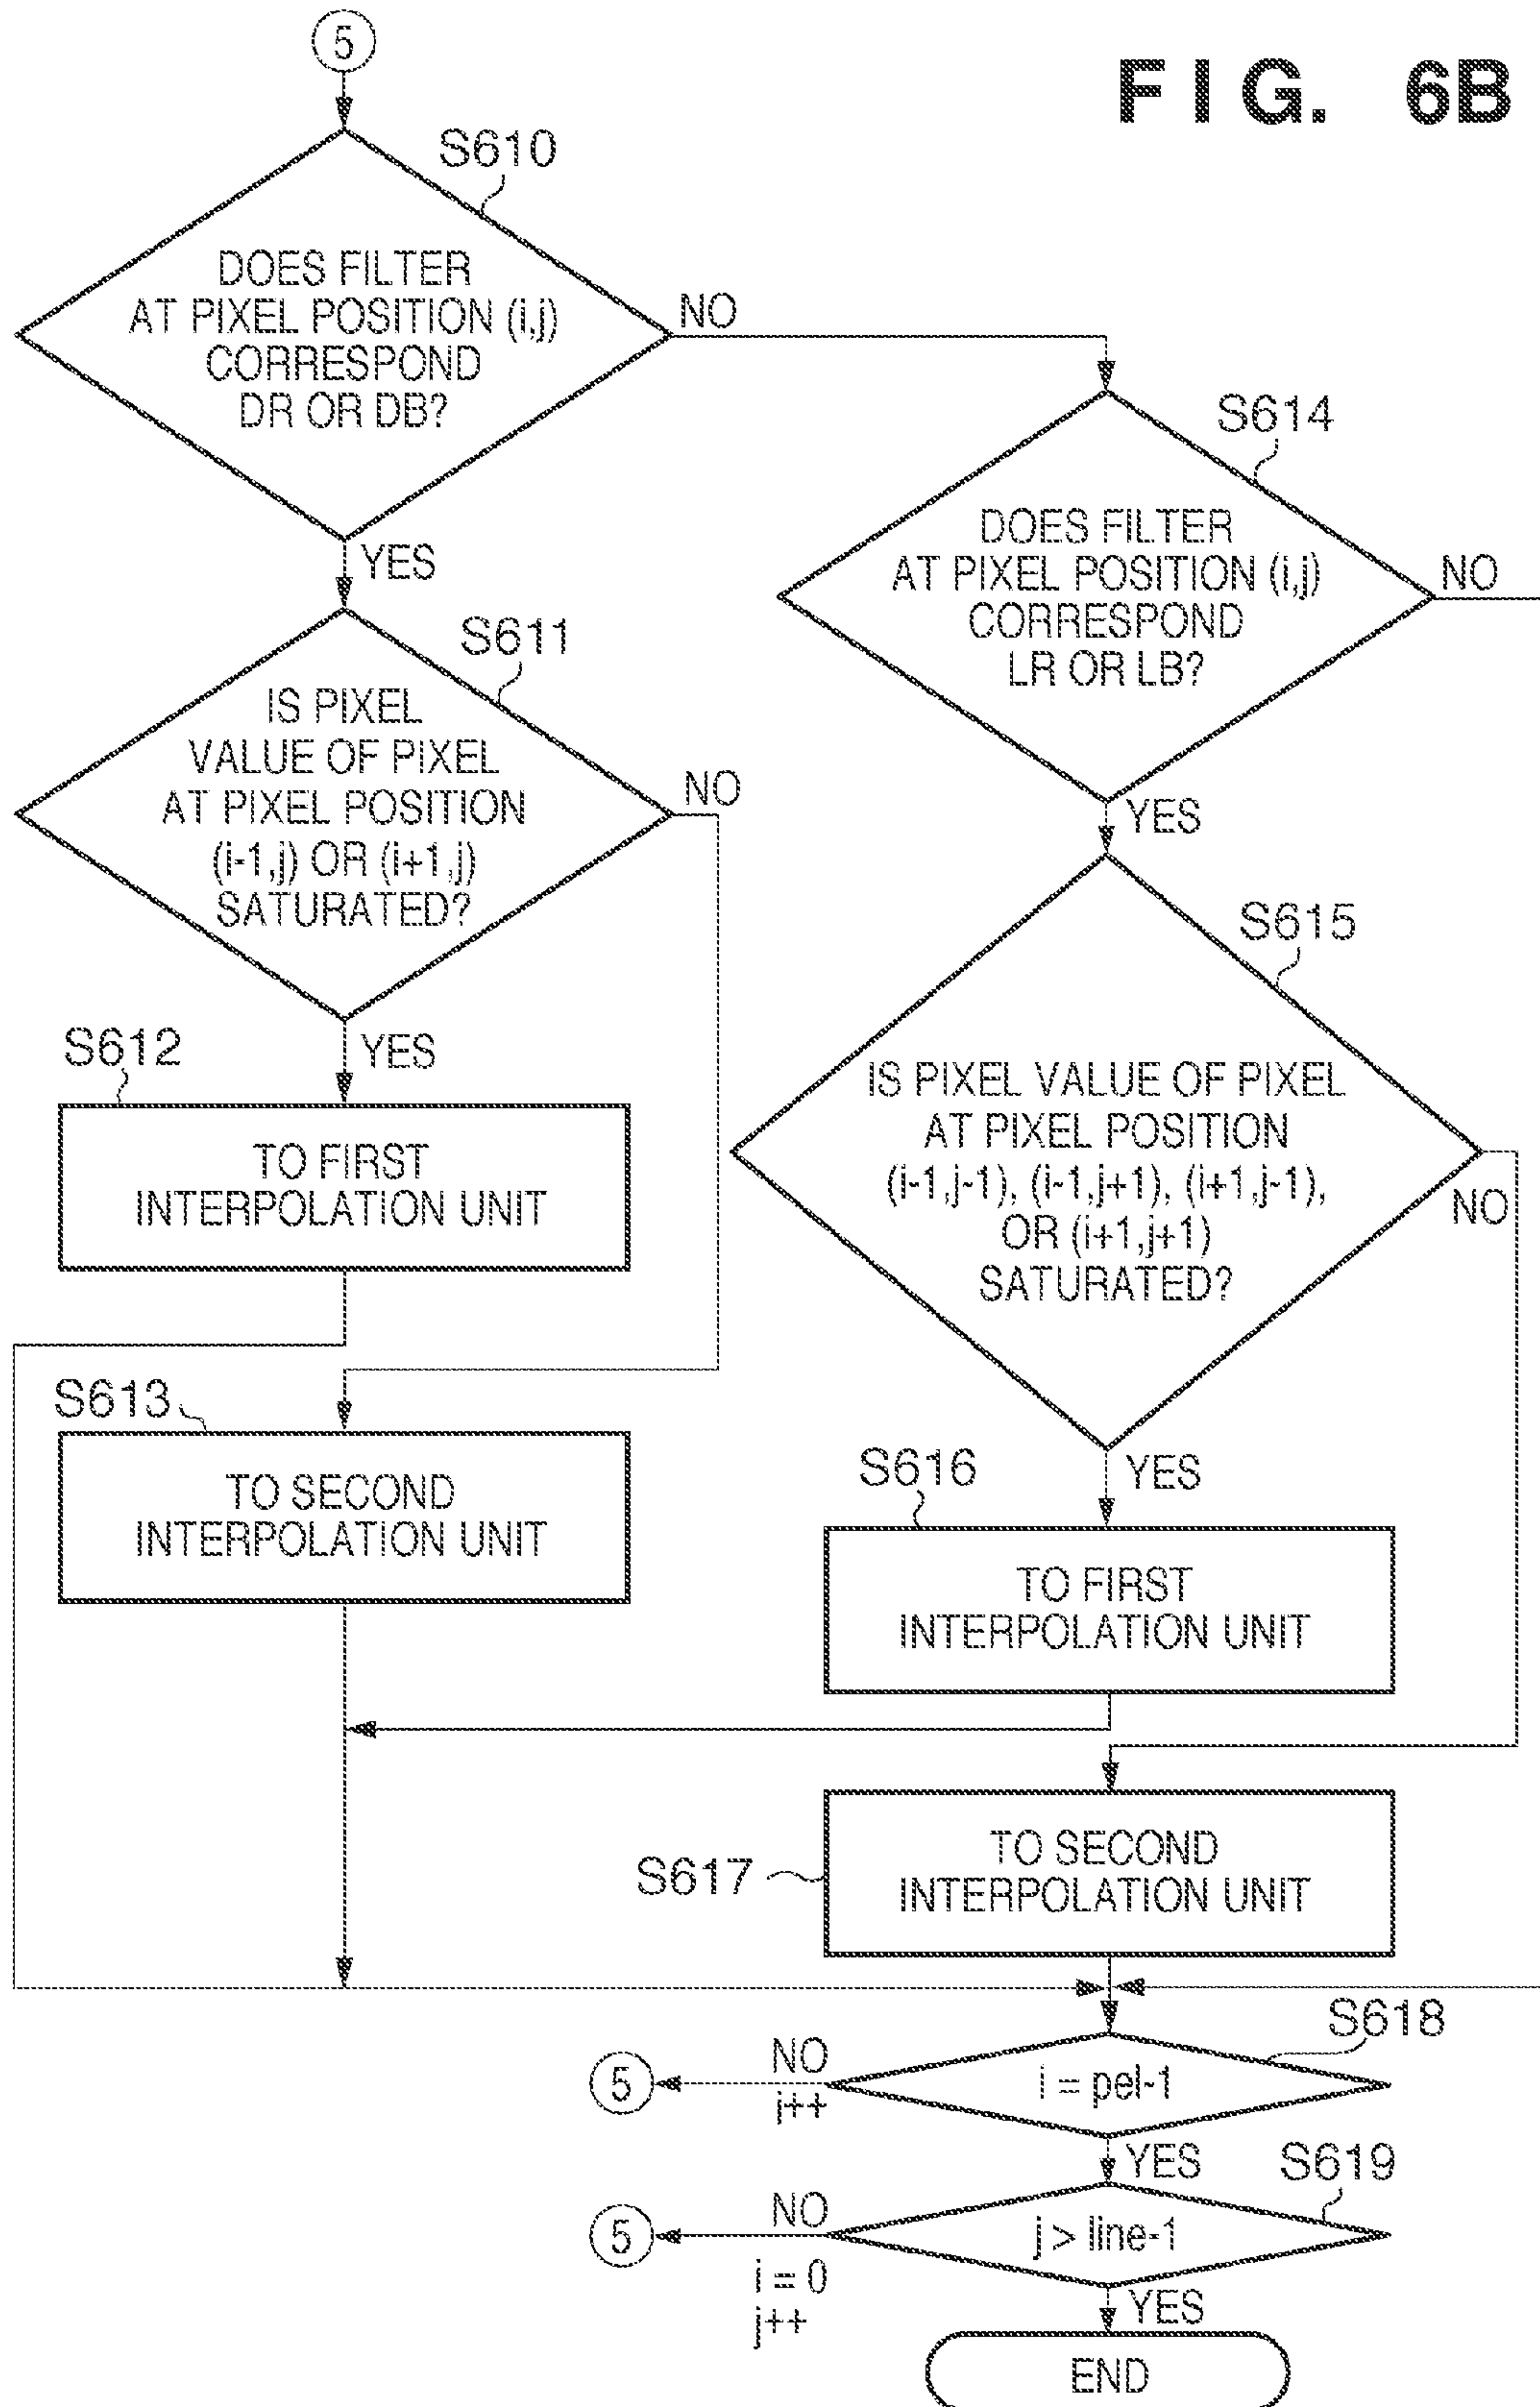 5
FIG. 6B
S610
DOES FILTER
AT PIXEL POSITION (i,j)
CORRESPOND
DR OR DB?
NO
YES
S614
DOES FILTER
AT PIXEL POSITION (i,j)
CORRESPOND
LR OR LB?
NO
YES
S611
IS PIXEL
VALUE OF PIXEL
AT PIXEL POSITION
(i-1,j) OR (i+1,j)
SATURATED?
NO
YES
S615
IS PIXEL VALUE OF PIXEL
AT PIXEL POSITION
(i-1,j-1), (i-1,j+1), (i+1,j-1),
OR (i+1,j+1)
SATURATED?
NO
YES
S612
TO FIRST
INTERPOLATION UNIT
S613
TO SECOND
INTERPOLATION UNIT
S616
TO FIRST
INTERPOLATION UNIT
S617
TO SECOND
INTERPOLATION UNIT
S618
i = pel-1
NO
j++
5
YES
S619
j > line-1
NO
5
i = 0
j++
YES
END